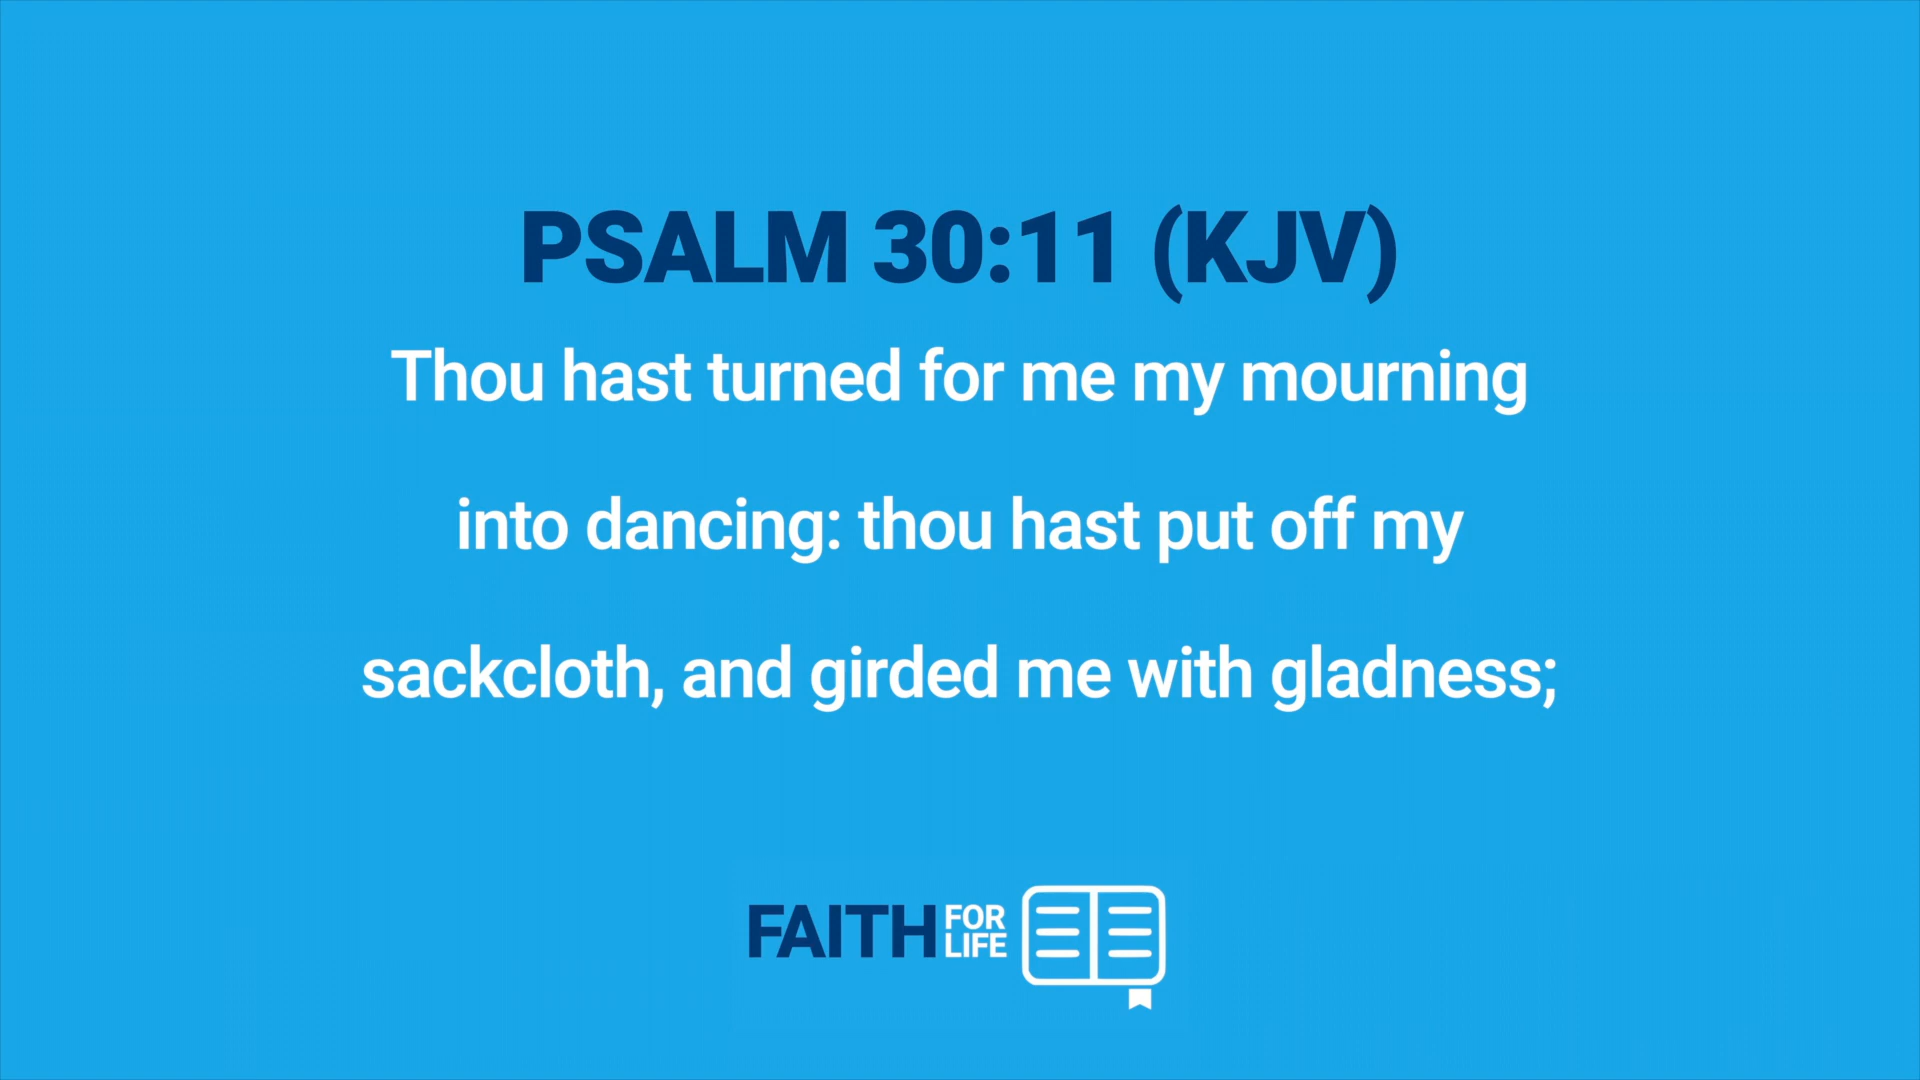 PSALM 30:11 (KJV)
Thou hast turned for me my mourning
into dancing: thou hast put off my
sackcloth, and girded me with gladness;
FAITH FOR
LIFE